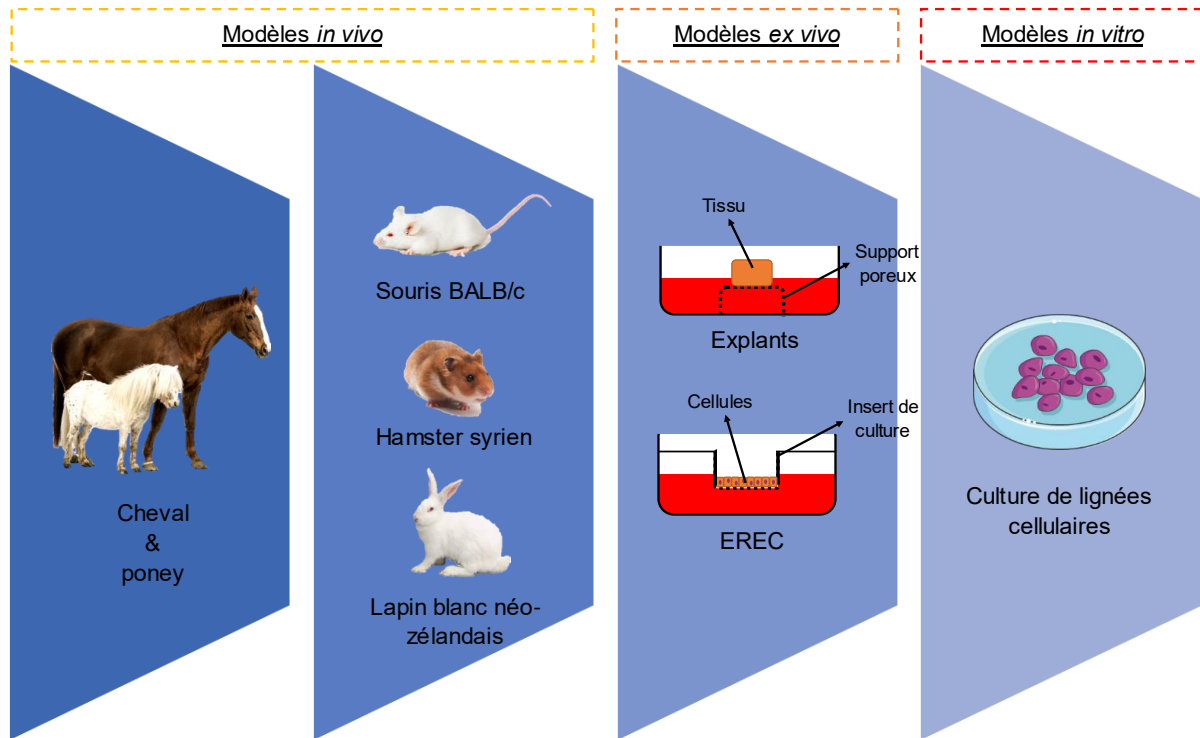 Modèles in vivo
Modèles ex vivo
Modèles in vitro
Cheval
&
poney
Souris BALB/c
Hamster syrien
Lapin blanc néo-
zélandais
Tissu
Support
poreux
Explants
Cellules
Insert de
culture
EREC
Culture de lignées
cellulaires